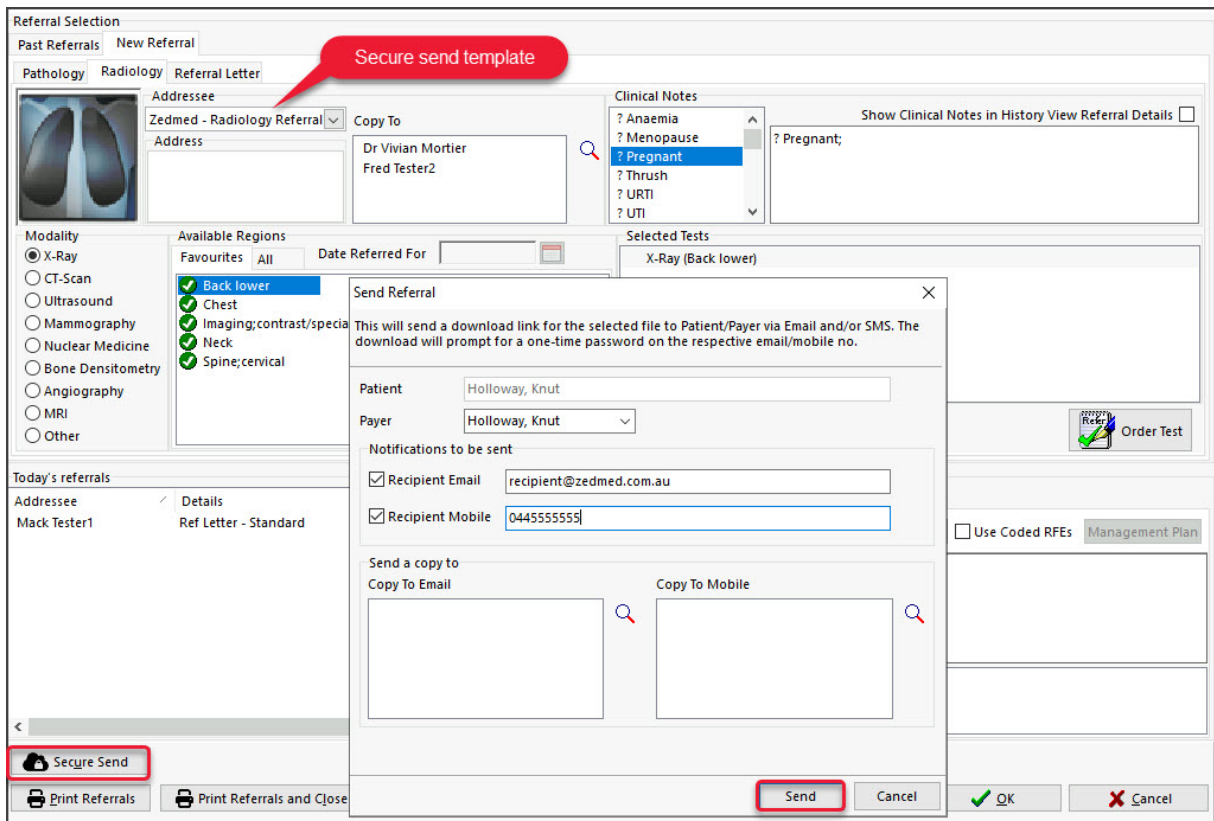 Referral Selection
Past Referrals New Referral
Secure send template
Pathology Radiology Referral Letter
Addressee
Zedmed - Radiology Referral
Address
Copy To
Dr Vivian Mortier
Fred Tester2
Clinical Notes
? Anaemia
? Menopause
? Pregnant
? Thrush
? URTI
? UTI
Show Clinical Notes in History View Referral Details
? Pregnant;
Modality
X-Ray
CT-Scan
Ultrasound
Mammography
Nuclear Medicine
Bone Densitometry
Angiography
MRI
Other
Available Regions
Favourites All
Date Referred For
Back lower
Chest
Imaging;contrast/specia
Neck
Spine;cervical
Selected Tests
X-Ray (Back lower)
Refer
Order Test
Send Referral
This will send a download link for the selected file to Patient/Payer via Email and/or SMS. The
download will prompt for a one-time password on the respective email/mobile no.
Patient Holloway, Knut
Payer Holloway, Knut
Notifications to be sent
Recipient Email recipient@zedmed.com.au
Recipient Mobile 0445555555
Send a copy to
Copy To Email Copy To Mobile
Send Cancel
Today's referrals
Addressee Details
Mack Tester1 Ref Letter - Standard
Use Coded RFEs Management Plan
Secure Send
Print Referrals Print Referrals and Close
OK Cancel